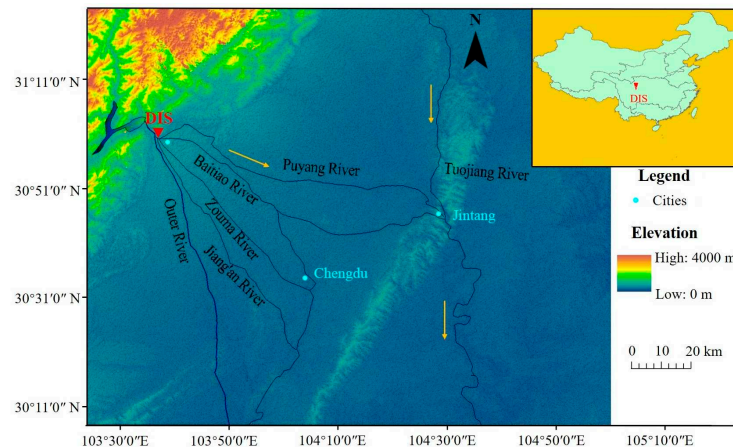 N
31°11′0″ N
30°51′0″ N
30°31′0″ N
30°11′0″ N
DIS
Puyang River
Baitiao River
Zouma River
Jiang'an River
Outer River
Tuojiang River
Jintang
Chengdu
DIS
Legend
Cities
Elevation
High: 4000 m
Low: 0 m
0 10 20 km
103°30′0″E
103°50′0″E
104°10′0″E
104°30′0″E
104°50′0″E
105°10′0″E